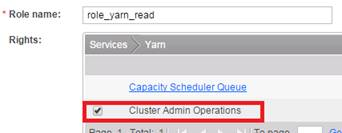 * Role name: role_yarn_read
Rights: Services Yarn
Capacity Scheduler Queue
Cluster Admin Operations
Page 1 Total: 1 To page